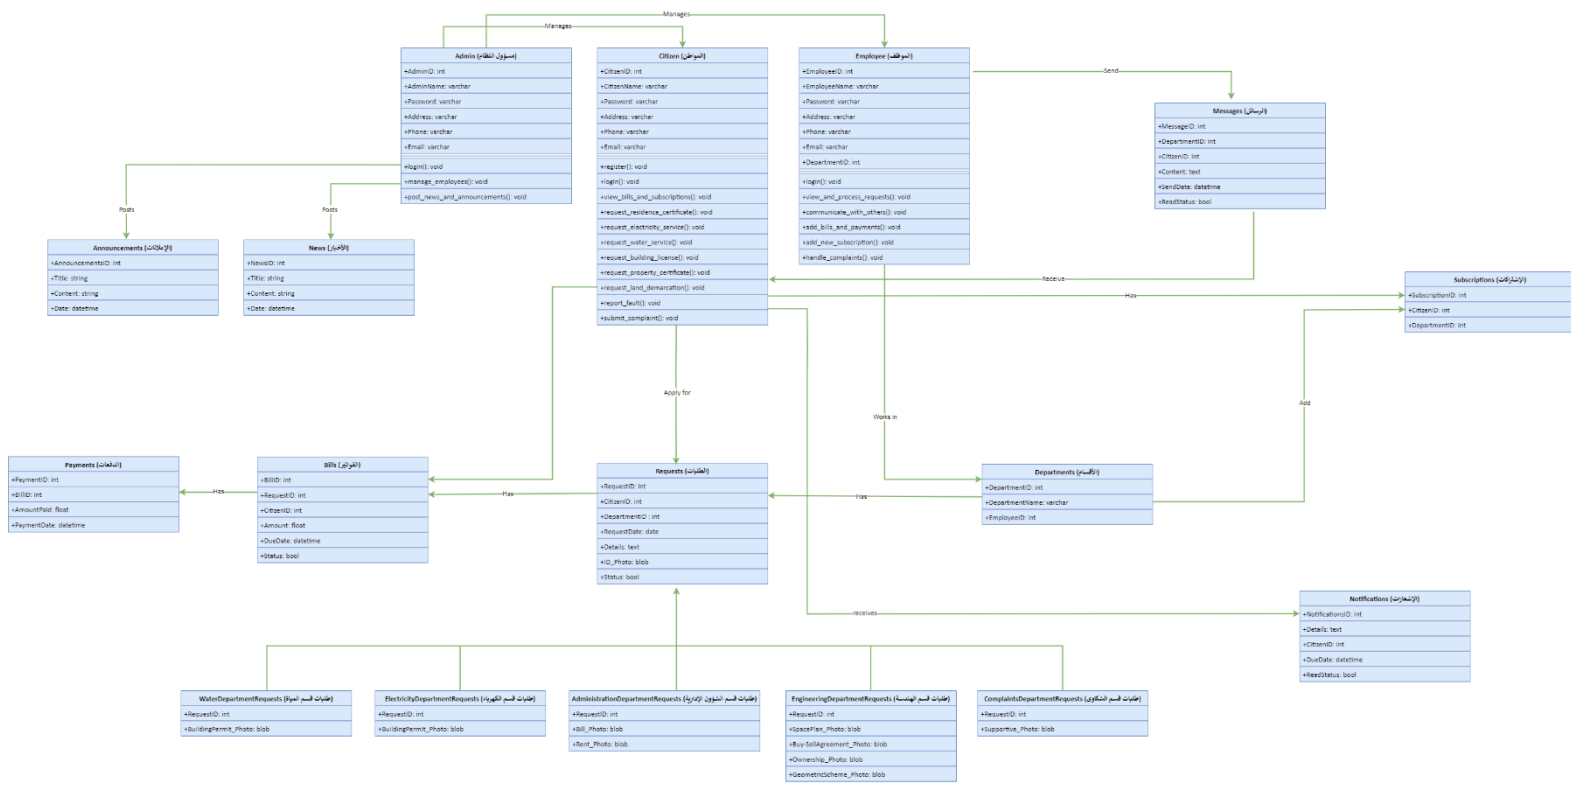 Manages
Manages
Admin (مسؤول النظام)
+AdminID: int
+AdminName: varchar
+Password: varchar
+Address: varchar
+Phone: varchar
+Email: varchar
+login(): void
+manage_employees(): void
+post_news_and_announcements(): void
Citizen (المواطن)
+CitizenID: int
+CitizenName: varchar
+Password: varchar
+Address: varchar
+Phone: varchar
+Email: varchar
+register(): void
+login(): void
+view_bills_and_subscriptions(): void
+request_residence_certificate(): void
+request_electricity_service(): void
+request_water_service(): void
+request_building_license(): void
+request_property_certificate(): void
+request_land_demarcation(): void
+report_fault(): void
+submit_complaint(): void
Employee (الموظف)
+EmployeeID: int
+EmployeeName: varchar
+Password: varchar
+Address: varchar
+Phone: varchar
+Email: varchar
+DepartmentID: int
+login(): void
+view_and_process_requests(): void
+communicate_with_others(): void
+add_bills_and_payments(): void
+add_new_subscription(): void
+handle_complaints(): void
Send
Messages (الرسائل)
+MessageID: int
+DepartmentID: int
+CitizenID: int
+Content: text
+SendDate: datetime
+ReadStatus: bool
Posts
Posts
Announcements (الإعلانات)
+AnnouncementsID: int
+Title: string
+Content: string
+Date: datetime
News (الأخبار)
+NewsID: int
+Title: string
+Content: string
+Date: datetime
Receive
Has
Subscriptions (الإشتراكات)
+SubscriptionID: int
+CitizenID: int
+DepartmentID: int
Apply for
Works in
Add
Payments (الدفعات)
+PaymentID: int
+BillID: int
+AmountPaid: float
+PaymentDate: datetime
Has
Bills (الفواتير)
+BillID: int
+RequestID: int
+CitizenID: int
+Amount: float
+DueDate: datetime
+Status: bool
Has
Requests (الطلبات)
+RequestID: int
+CitizenID: int
+DepartmentID : int
+RequestDate: date
+Details: text
+ID_Photo: blob
+Status: bool
Has
Departments (الأقسام)
+DepartmentID: int
+DepartmentName: varchar
+EmployeeID: int
receives
Notifications (الإشعارات)
+NotificationsID: int
+Details: text
+CitizenID: int
+DueDate: datetime
+ReadStatus: bool
WaterDepartmentRequests (طلبات قسم المياة)
+RequestID: int
+BuildingPermit_Photo: blob
ElectricityDepartmentRequests (طلبات قسم الكهرباء)
+RequestID: int
+BuildingPermit_Photo: blob
AdministrationDepartmentRequests (طلبات قسم الشؤون الإدارية)
+RequestID: int
+Bill_Photo: blob
+Rent_Photo: blob
EngineeringDepartmentRequests (طلبات قسم الهندسة)
+RequestID: int
+SpacePlan_Photo: blob
+Buy-SellAgreement_Photo: blob
+Ownership_Photo: blob
+GeometricScheme_Photo: blob
ComplaintsDepartmentRequests (طلبات قسم الشكاوى)
+RequestID: int
+Supportive_Photo: blob